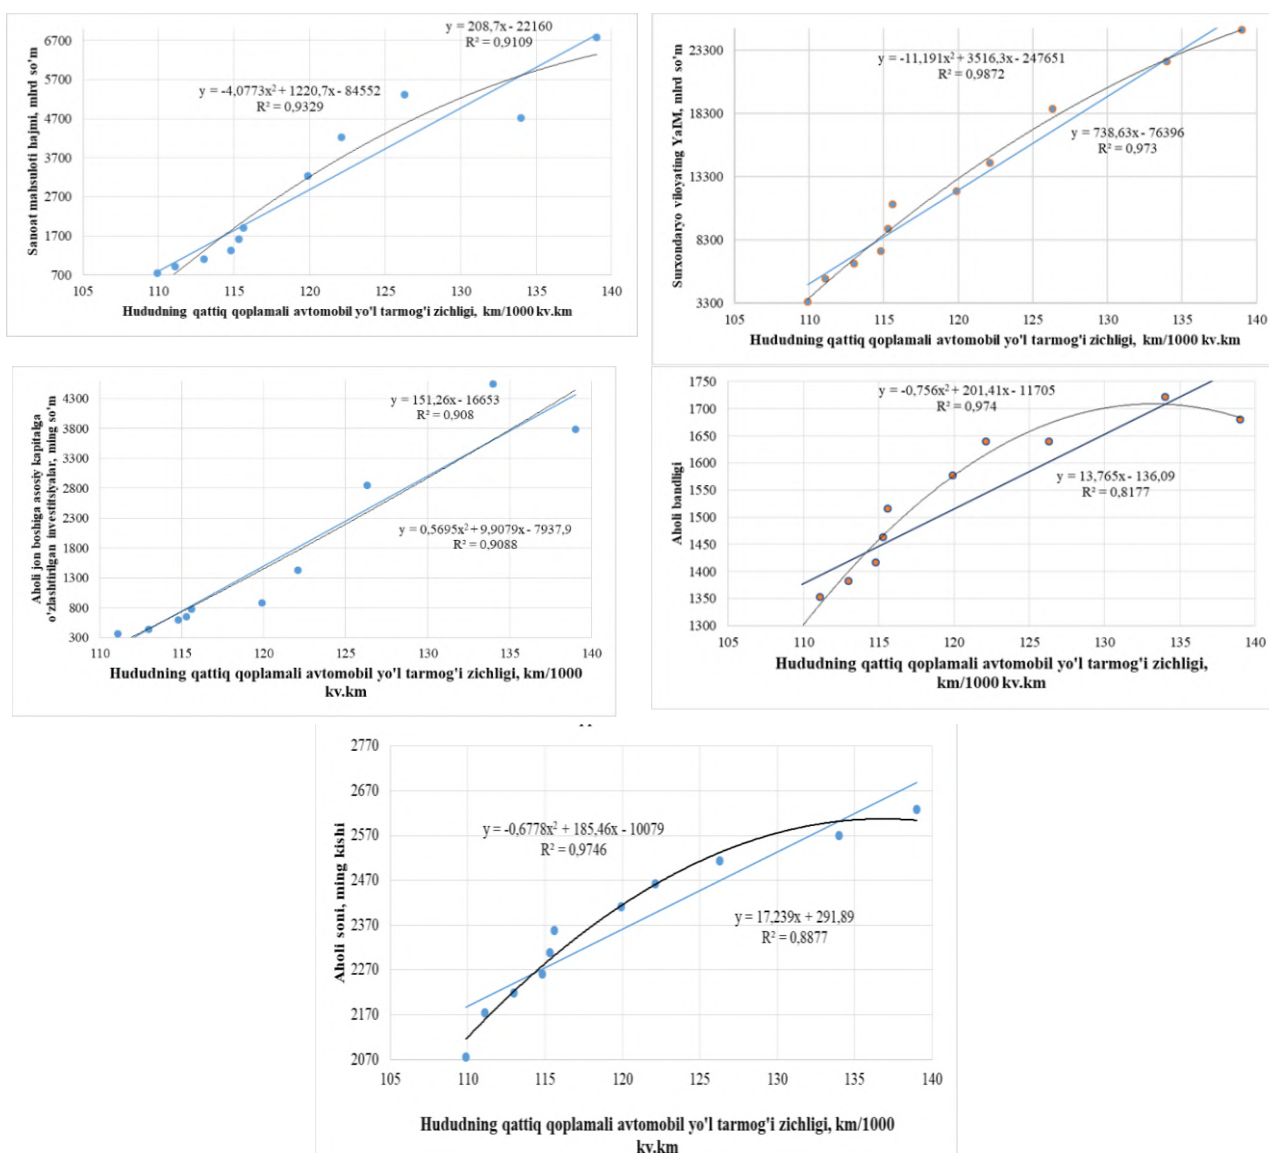 y = 208,7x - 22160
R² = 0,9109
y = -4,0773x² + 1220,7x - 84552
R² = 0,9329
Sanoat mahsuloti hajmi, mlrd so'm
6700
5700
4700
3700
2700
1700
700
105 110 115 120 125 130 135 140
Hududning qattiq qoplamali avtomobil yo'l tarmog'i zichligi, km/1000 kv.km
y = -11,191x² + 3516,3x - 247651
R² = 0,9872
y = 738,63x - 76396
R² = 0,973
Surxondaryo viloyating YaIM, mlrd so'm
23300
18300
13300
8300
3300
105 110 115 120 125 130 135 140
Hududning qattiq qoplamali avtomobil yo'l tarmog'i zichligi, km/1000 kv.km
y = 151,26x - 16653
R² = 0,908
y = 0,5695x² + 9,9079x - 7937,9
R² = 0,9088
Aholi jon boshiga asosiy kapitalga
o'zlashtirilgan investitsiyalar, ming so'm
4300
3800
3300
2800
2300
1800
1300
800
300
110 115 120 125 130 135 140
Hududning qattiq qoplamali avtomobil yo'l tarmog'i zichligi, km/1000
kv.km
y = -0,756x² + 201,41x - 11705
R² = 0,974
y = 13,765x - 136,09
R² = 0,8177
Aholi bandligi
1750
1700
1650
1600
1550
1500
1450
1400
1350
1300
105 110 115 120 125 130 135 140
Hududning qattiq qoplamali avtomobil yo'l tarmog'i zichligi,
km/1000 kv.km
y = -0,6778x² + 185,46x - 10079
R² = 0,9746
y = 17,239x + 291,89
R² = 0,8877
Aholi soni, ming kishi
2770
2670
2570
2470
2370
2270
2170
2070
105 110 115 120 125 130 135 140
Hududning qattiq qoplamali avtomobil yo'l tarmog'i zichligi, km/1000
kv.km